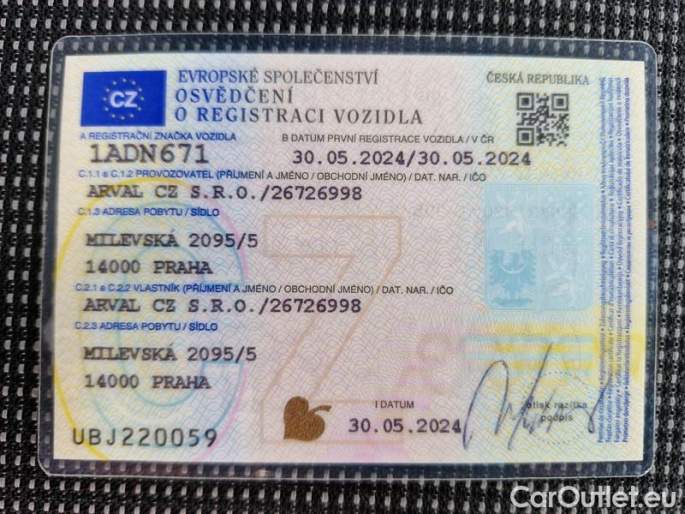 EVROPSKÉ SPOLEČENSTVÍ
ČESKÁ REPUBLIKA
CZ
OSVĚDČENÍ
O REGISTRACI VOZIDLA
A REGISTRAČNÍ ZNAČKA VOZIDLA
B DATUM PRVNÍ REGISTRACE VOZIDLA / V ČR
1ADN671
30.05.2024/30.05.2024
C.1.1 a C.1.2 PROVOZOVATEL (PŘÍJMENÍ A JMÉNO / OBCHODNÍ JMÉNO) / DAT. NAR. / IČO
ARVAL CZ S.R.O./26726998
C.1.3 ADRESA POBYTU / SÍDLO
MILEVSKÁ 2095/5
14000 PRAHA
C.2.1 a C.2.2 VLASTNÍK (PŘÍJMENÍ A JMÉNO / OBCHODNÍ JMÉNO) / DAT. NAR. / IČO
ARVAL CZ S.R.O./26726998
C.2.3 ADRESA POBYTU / SÍDLO
MILEVSKÁ 2095/5
14000 PRAHA
I DATUM
30.05.2024
otisk razítka
podpis
UBJ220059
CarOutlet.eu